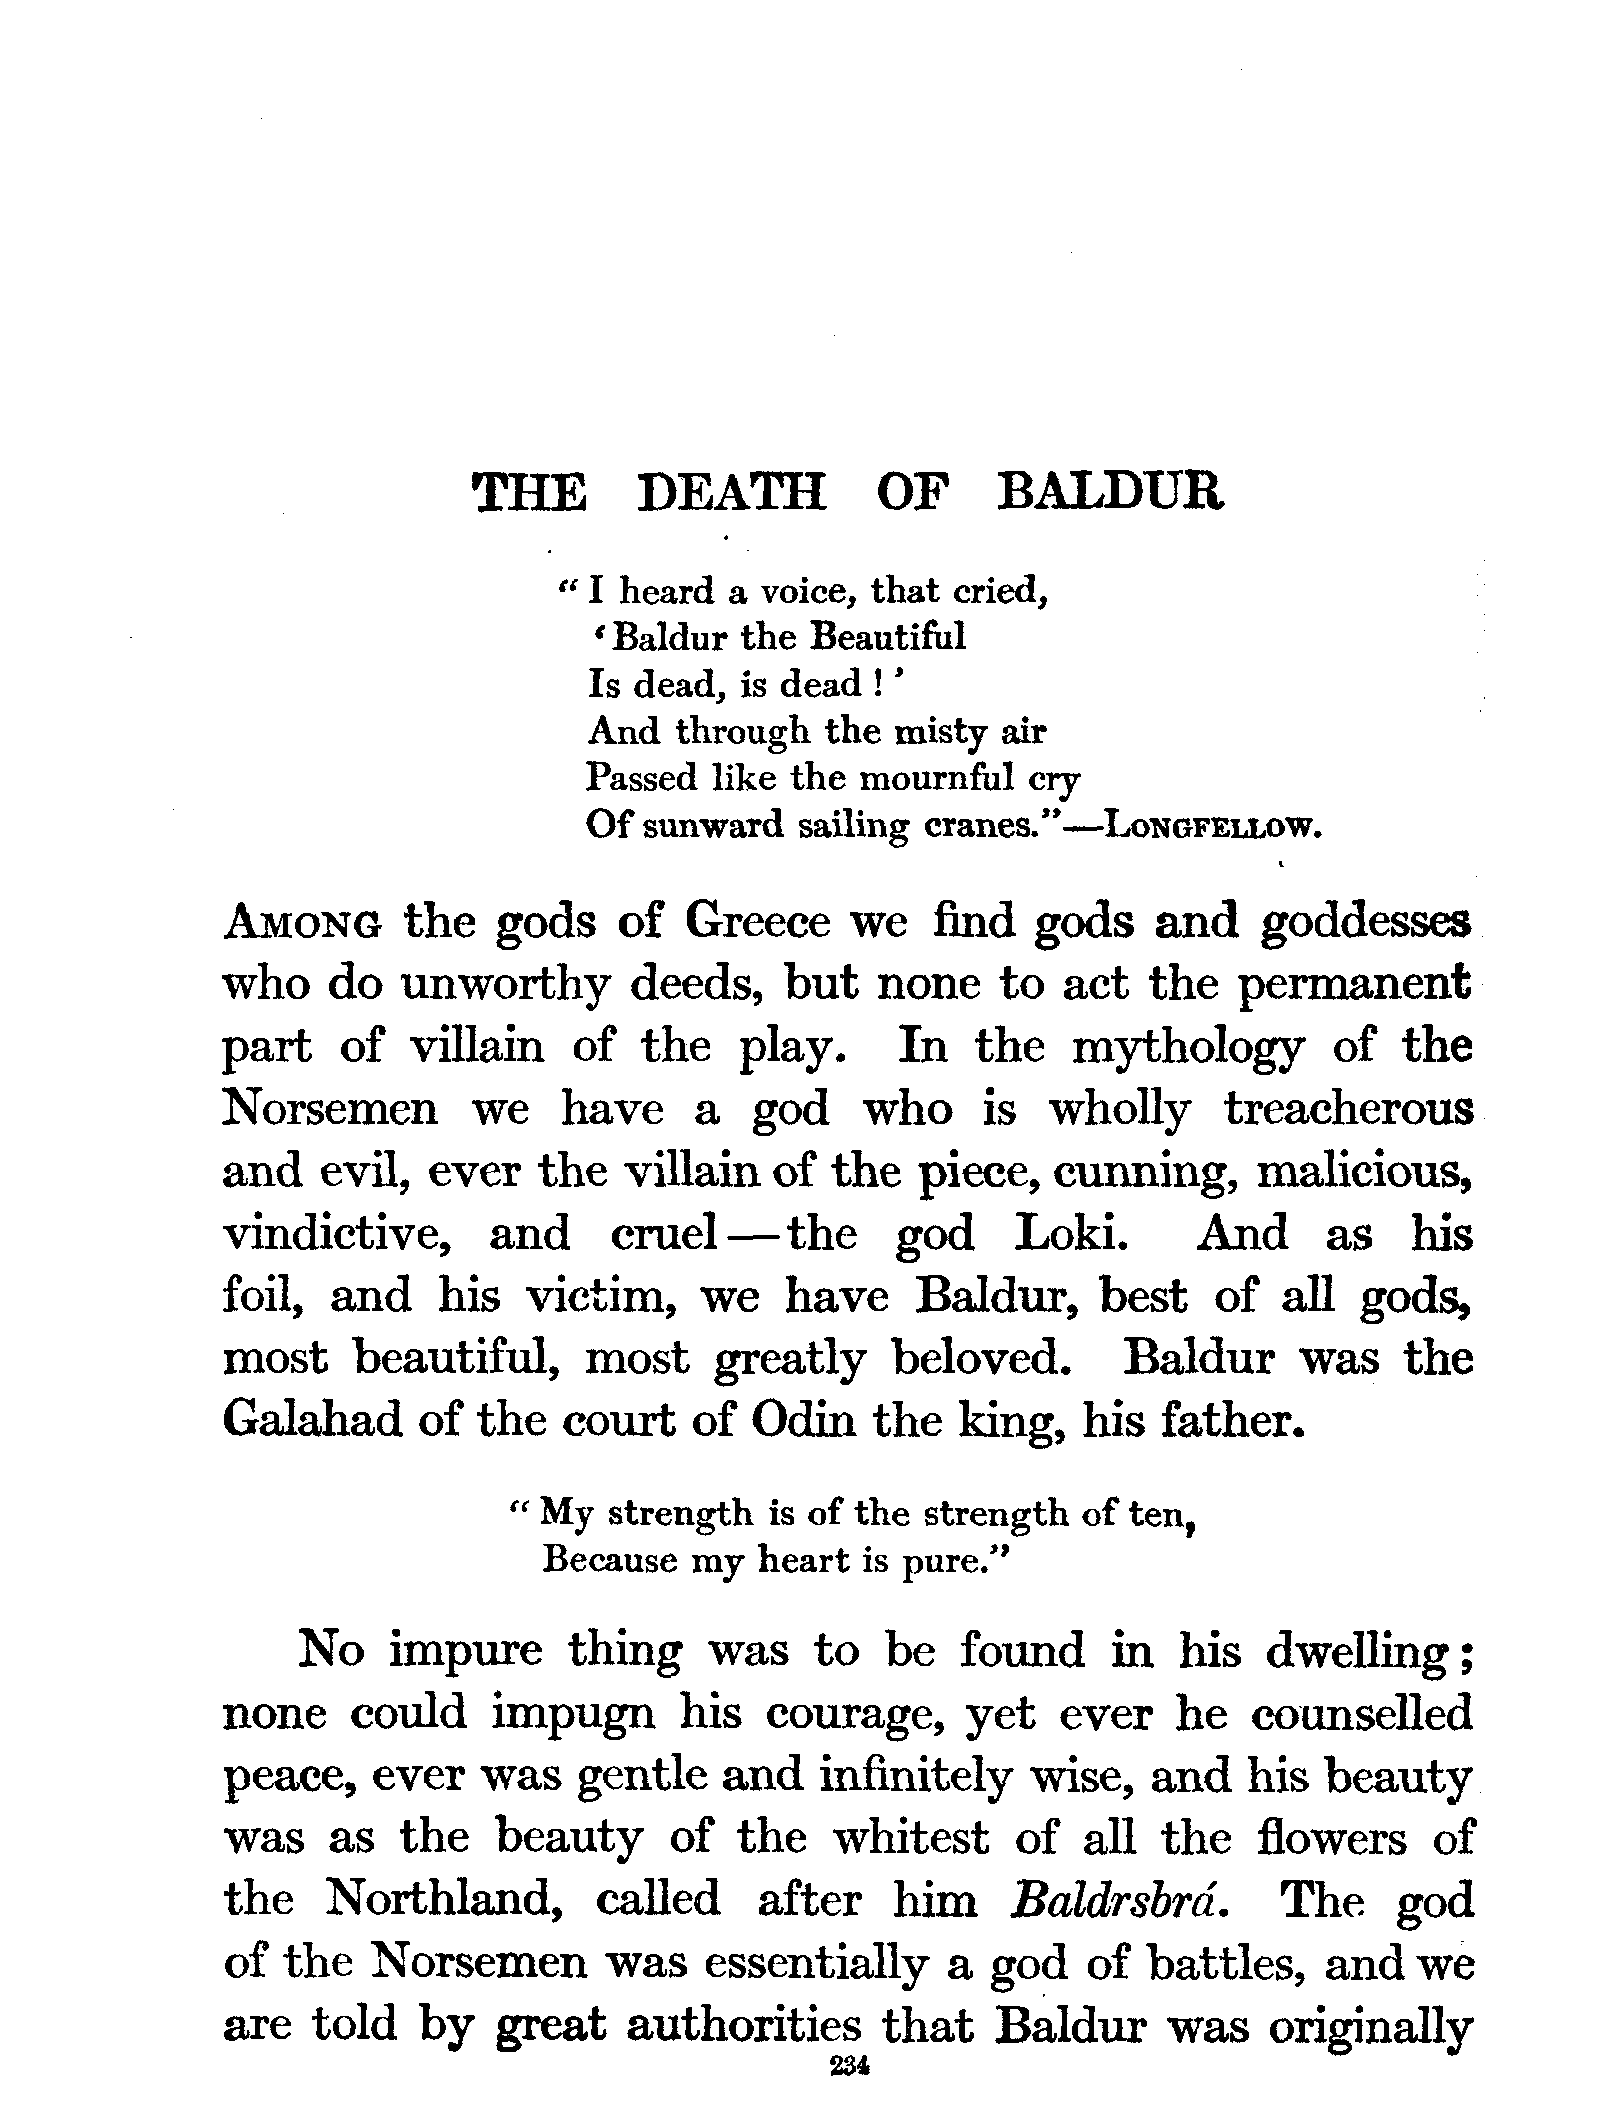 THE DEATH OF BALDUR
“I heard a voice, that cried,
‘Baldur the Beautiful
Is dead, is dead!’
And through the misty air
Passed like the mournful cry
Of sunward sailing cranes.”—LONGFELLOW.
AMONG the gods of Greece we find gods and goddesses
who do unworthy deeds, but none to act the permanent
part of villain of the play. In the mythology of the
Norsemen we have a god who is wholly treacherous
and evil, ever the villain of the piece, cunning, malicious,
vindictive, and cruel—the god Loki. And as his
foil, and his victim, we have Baldur, best of all gods,
most beautiful, most greatly beloved. Baldur was the
Galahad of the court of Odin the king, his father.
“My strength is of the strength of ten,
Because my heart is pure.”
No impure thing was to be found in his dwelling;
none could impugn his courage, yet ever he counselled
peace, ever was gentle and infinitely wise, and his beauty
was as the beauty of the whitest of all the flowers of
the Northland, called after him Baldrsbrá. The god
of the Norsemen was essentially a god of battles, and we
are told by great authorities that Baldur was originally
234